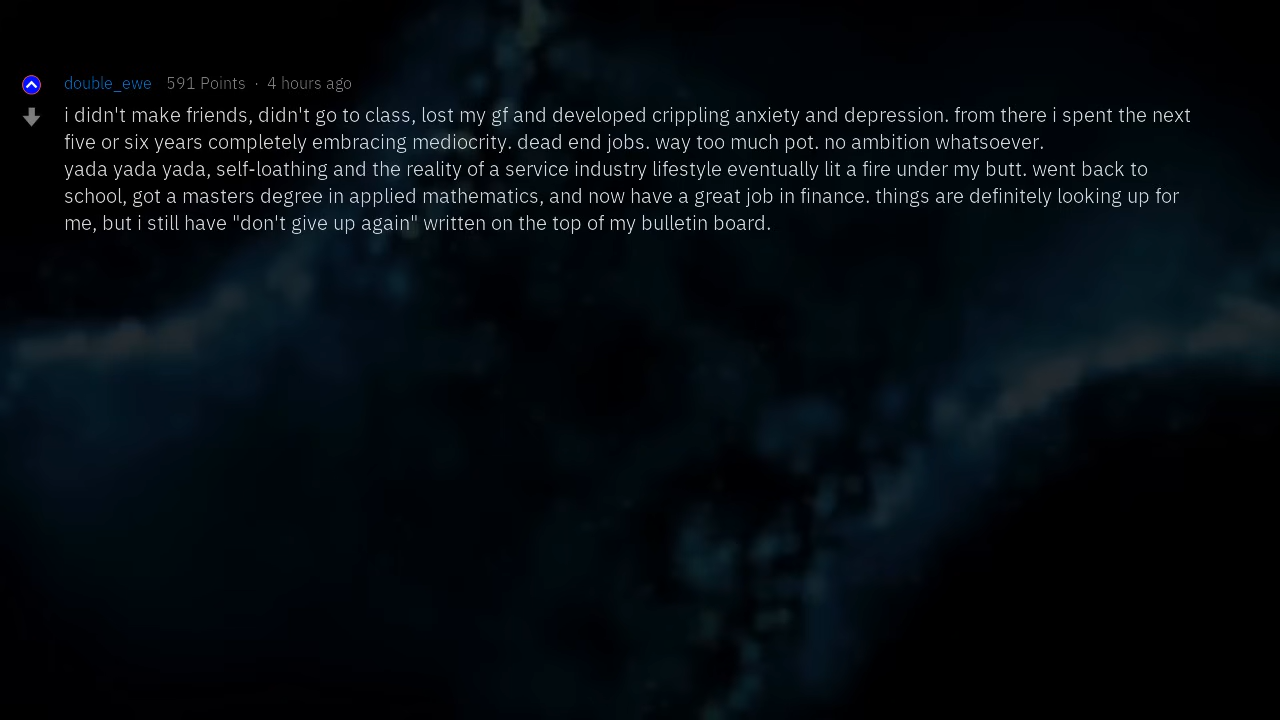 double_ewe 591 Points · 4 hours ago
i didn't make friends, didn't go to class, lost my gf and developed crippling anxiety and depression. from there i spent the next
five or six years completely embracing mediocrity. dead end jobs. way too much pot. no ambition whatsoever.
yada yada yada, self-loathing and the reality of a service industry lifestyle eventually lit a fire under my butt. went back to
school, got a masters degree in applied mathematics, and now have a great job in finance. things are definitely looking up for
me, but i still have "don't give up again" written on the top of my bulletin board.